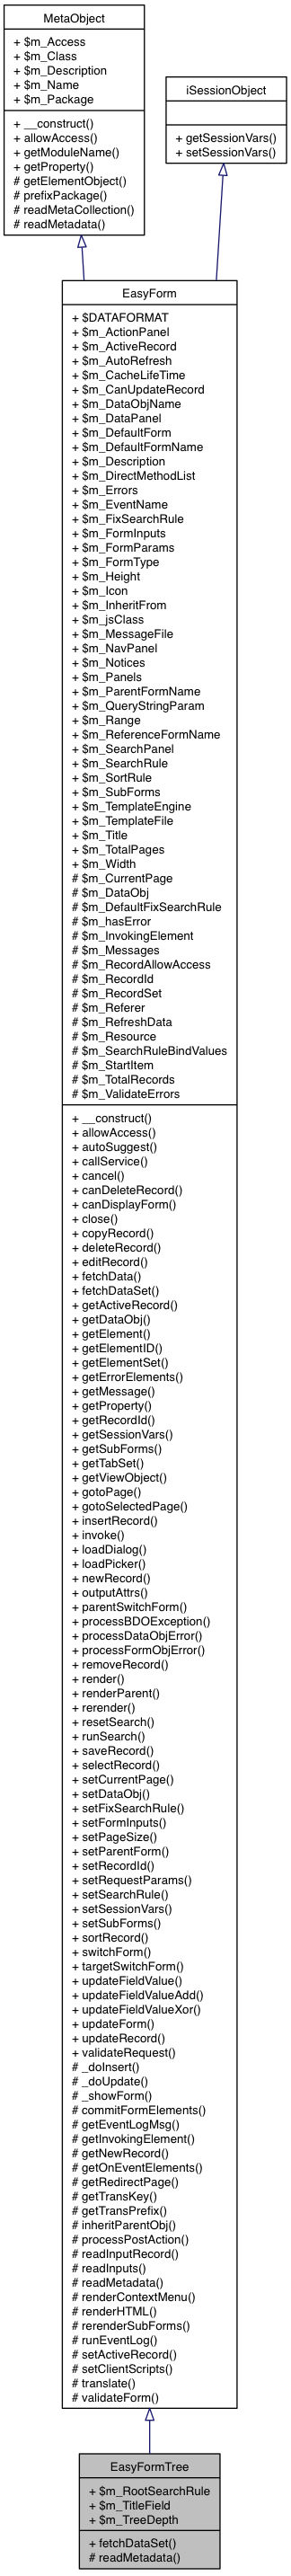 MetaObject
+ $m_Access
+ $m_Class
+ $m_Description
+ $m_Name
+ $m_Package
+ __construct()
+ allowAccess()
+ getModuleName()
+ getProperty()
# getElementObject()
# prefixPackage()
# readMetaCollection()
# readMetadata()
iSessionObject
+ getSessionVars()
+ setSessionVars()
EasyForm
+ $DATAFORMAT
+ $m_ActionPanel
+ $m_ActiveRecord
+ $m_AutoRefresh
+ $m_CacheLifeTime
+ $m_CanUpdateRecord
+ $m_DataObjName
+ $m_DataPanel
+ $m_DefaultForm
+ $m_DefaultFormName
+ $m_Description
+ $m_DirectMethodList
+ $m_Errors
+ $m_EventName
+ $m_FixSearchRule
+ $m_FormInputs
+ $m_FormParams
+ $m_FormType
+ $m_Height
+ $m_Icon
+ $m_InheritFrom
+ $m_jsClass
+ $m_MessageFile
+ $m_NavPanel
+ $m_Notices
+ $m_Panels
+ $m_ParentFormName
+ $m_QueryStringParam
+ $m_Range
+ $m_ReferenceFormName
+ $m_SearchPanel
+ $m_SearchRule
+ $m_SortRule
+ $m_SubForms
+ $m_TemplateEngine
+ $m_TemplateFile
+ $m_Title
+ $m_TotalPages
+ $m_Width
# $m_CurrentPage
# $m_DataObj
# $m_DefaultFixSearchRule
# $m_hasError
# $m_InvokingElement
# $m_Messages
# $m_RecordAllowAccess
# $m_RecordId
# $m_RecordSet
# $m_Referer
# $m_RefreshData
# $m_Resource
# $m_SearchRuleBindValues
# $m_StartItem
# $m_TotalRecords
# $m_ValidateErrors
+ __construct()
+ allowAccess()
+ autoSuggest()
+ callService()
+ cancel()
+ canDeleteRecord()
+ canDisplayForm()
+ close()
+ copyRecord()
+ deleteRecord()
+ editRecord()
+ fetchData()
+ fetchDataSet()
+ getActiveRecord()
+ getDataObj()
+ getElement()
+ getElementID()
+ getElementSet()
+ getErrorElements()
+ getMessage()
+ getProperty()
+ getRecordId()
+ getSessionVars()
+ getSubForms()
+ getTabSet()
+ getViewObject()
+ gotoPage()
+ gotoSelectedPage()
+ insertRecord()
+ invoke()
+ loadDialog()
+ loadPicker()
+ newRecord()
+ outputAttrs()
+ parentSwitchForm()
+ processBDOException()
+ processDataObjError()
+ processFormObjError()
+ removeRecord()
+ render()
+ renderParent()
+ rerender()
+ resetSearch()
+ runSearch()
+ saveRecord()
+ selectRecord()
+ setCurrentPage()
+ setDataObj()
+ setFixSearchRule()
+ setFormInputs()
+ setPageSize()
+ setParentForm()
+ setRecordId()
+ setRequestParams()
+ setSearchRule()
+ setSessionVars()
+ setSubForms()
+ sortRecord()
+ switchForm()
+ targetSwitchForm()
+ updateFieldValue()
+ updateFieldValueAdd()
+ updateFieldValueXor()
+ updateForm()
+ updateRecord()
+ validateRequest()
# _doInsert()
# _doUpdate()
# _showForm()
# commitFormElements()
# getEventLogMsg()
# getInvokingElement()
# getNewRecord()
# getOnEventElements()
# getRedirectPage()
# getTransKey()
# getTransPrefix()
# inheritParentObj()
# processPostAction()
# readInputRecord()
# readInputs()
# readMetadata()
# renderContextMenu()
# renderHTML()
# rerenderSubForms()
# runEventLog()
# setActiveRecord()
# setClientScripts()
# translate()
# validateForm()
EasyFormTree
+ $m_RootSearchRule
+ $m_TitleField
+ $m_TreeDepth
+ fetchDataSet()
# readMetadata()